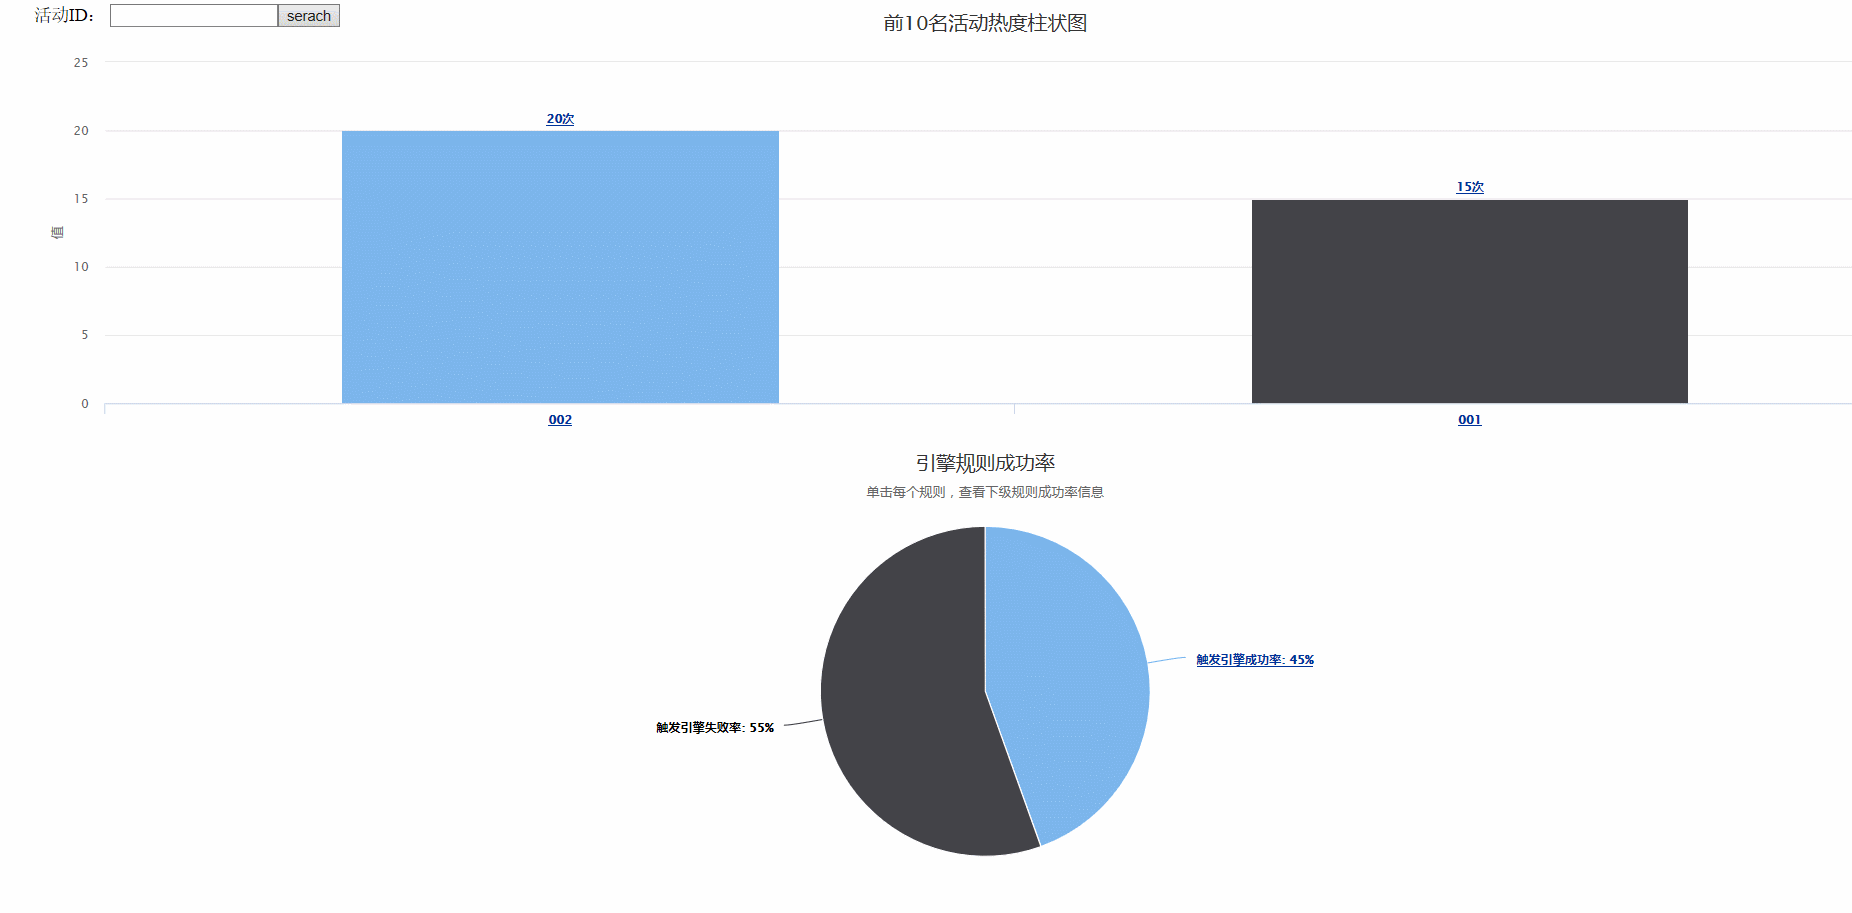 活动ID： serach
前10名活动热度柱状图
25
20
15
10
5
0
值
20次
15次
002
001
引擎规则成功率
单击每个规则，查看下级规则成功率信息
触发引擎成功率: 45%
触发引擎失败率: 55%